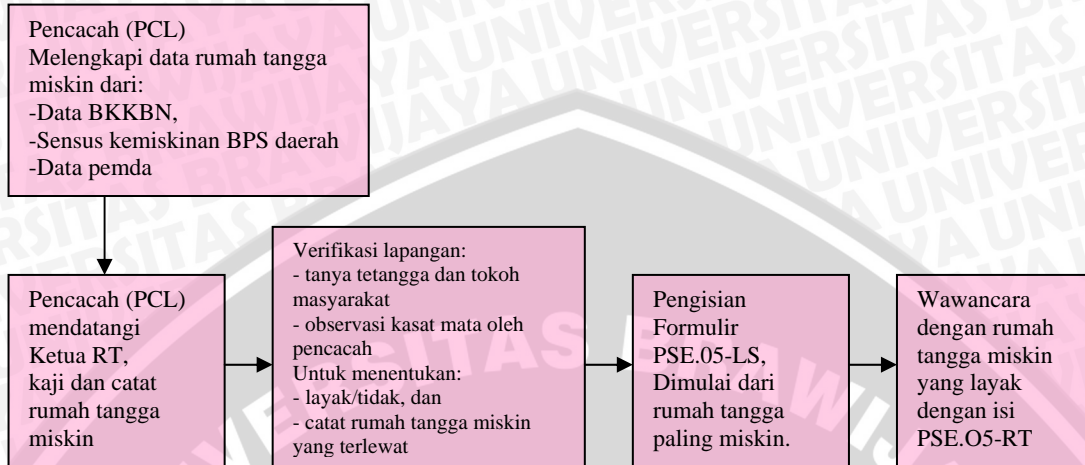 Pencacah (PCL)
Melengkapi data rumah tangga
miskin dari:
-Data BKKBN,
-Sensus kemiskinan BPS daerah
-Data pemda
Pencacah (PCL)
mendatangi
Ketua RT,
kaji dan catat
rumah tangga
miskin
Verifikasi lapangan:
- tanya tetangga dan tokoh
masyarakat
- observasi kasat mata oleh
pencacah
Untuk menentukan:
- layak/tidak, dan
- catat rumah tangga miskin
yang terlewat
Pengisian
Formulir
PSE.05-LS,
Dimulai dari
rumah tangga
paling miskin.
Wawancara
dengan rumah
tangga miskin
yang layak
dengan isi
PSE.O5-RT